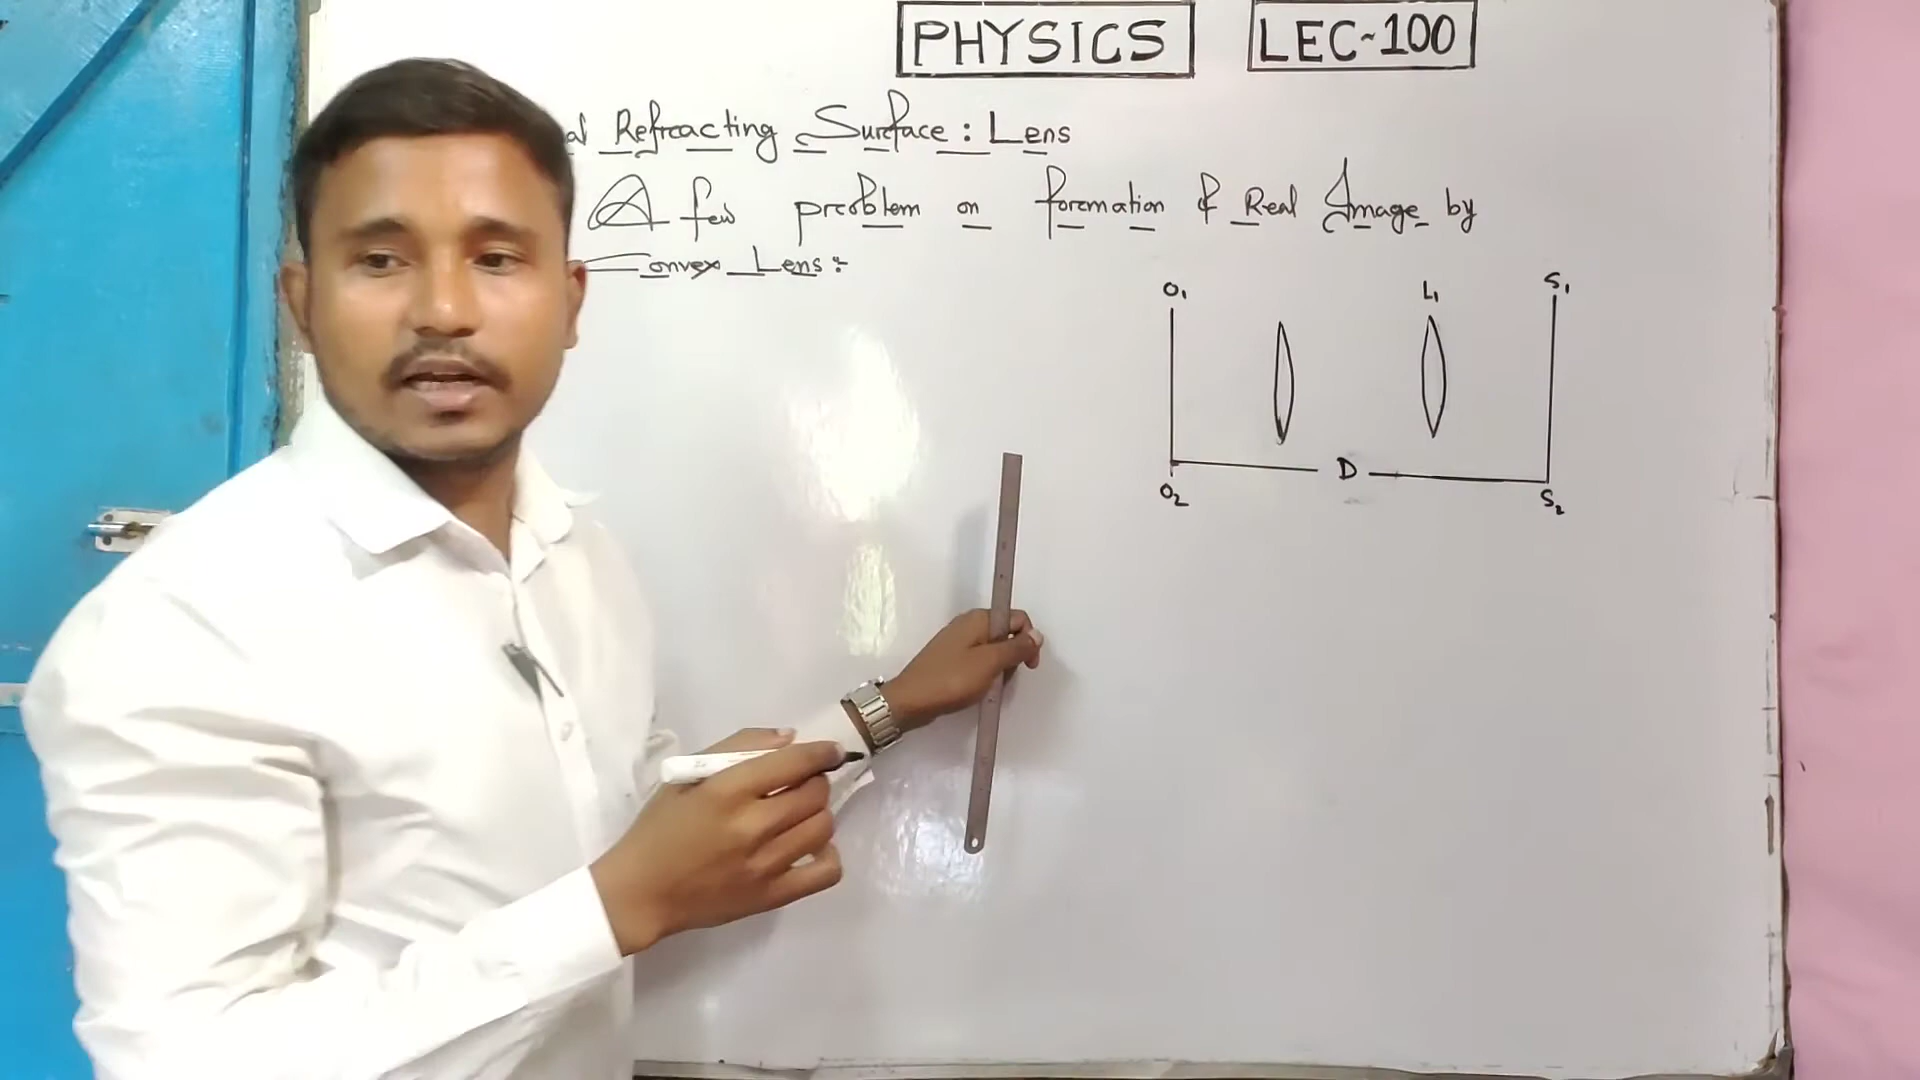 PHYSICS LEC-100
al Refracting Surface : Lens
A few problem on formation of Real Image by
Convex Lens :-
O₁ L₁ S₁
D
O₂ S₂